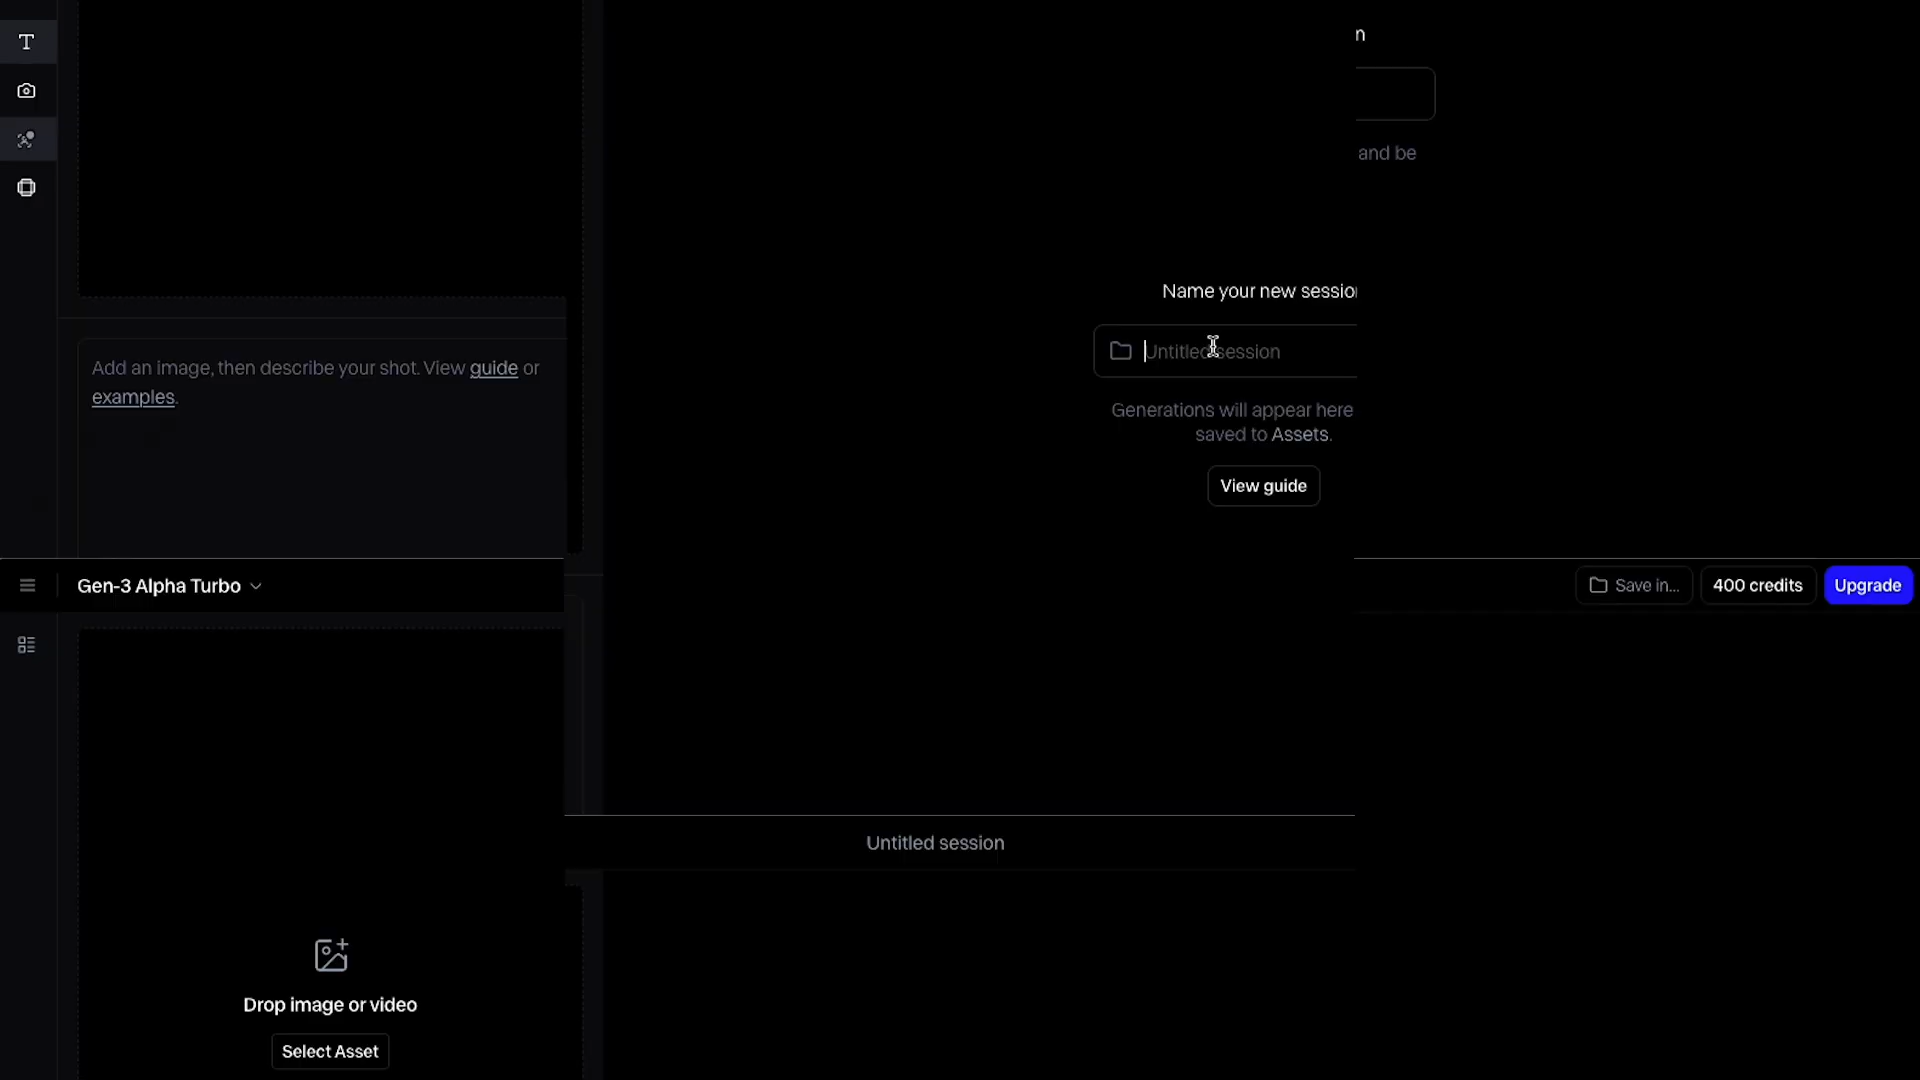 n
and be
Name your new session
Untitled session
Generations will appear here
saved to Assets.
View guide
Add an image, then describe your shot. View guide or
examples.
Gen-3 Alpha Turbo
Save in...
400 credits
Upgrade
Untitled session
Drop image or video
Select Asset